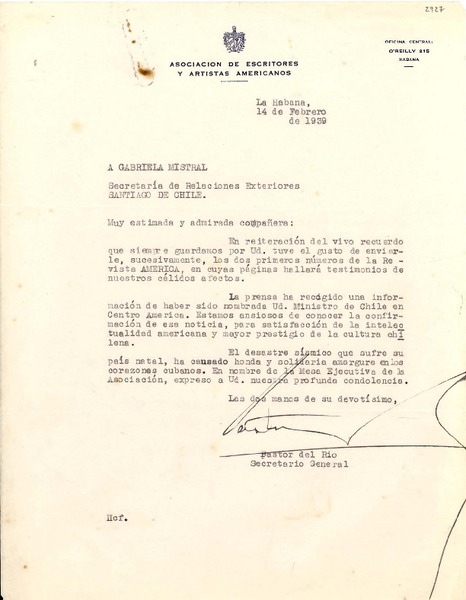 2927
ASOCIACION DE ESCRITORES
Y ARTISTAS AMERICANOS
OFICINA CENTRAL:
O'REILLY 215
HABANA
La Habana,
14 de Febrero
de 1939
A GABRIELA MISTRAL
Secretaría de Relaciones Exteriores
SANTIAGO DE CHILE.
Muy estimada y admirada compañera:
En reiteración del vivo recuerdo
que siempre guardamos por Ud. tuve el gusto de enviar-
le, sucesivamente, los dos primeros números de la Re-
vista AMERICA, en cuyas páginas hallará testimonios de
nuestros cálidos afectos.
La prensa ha recogido una infor-
mación de haber sido nombrada Ud. Ministro de Chile en
Centro America. Estamos ansiosos de conocer la confir-
mación de esa noticia, para satisfacción de la intelec
tualidad americana y mayor prestigio de la cultura chi
lena.
El desastre sísmico que sufre su
país natal, ha causado honda y solidaria amargura en los
corazones cubanos. En nombre de la Mesa Ejecutiva de la
Asociación, expreso a Ud. nuestra profunda condolencia.
Las dos manos de su devotísimo,
Pastor del Río
Secretario General
Hcf.